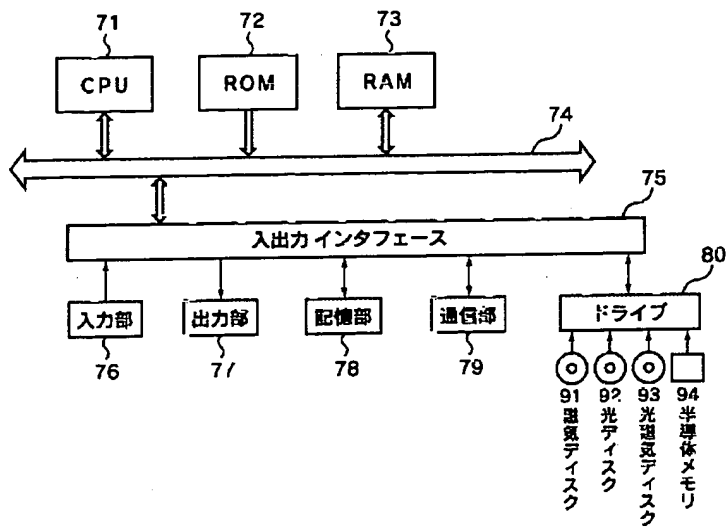 71
72
73
CPU
ROM
RAM
74
75
入出力インタフェース
80
入力部
出力部
記憶部
通信部
ドライブ
76
77
78
79
91
92
93
94
磁気ディスク
光ディスク
光磁気ディスク
半導体メモリ